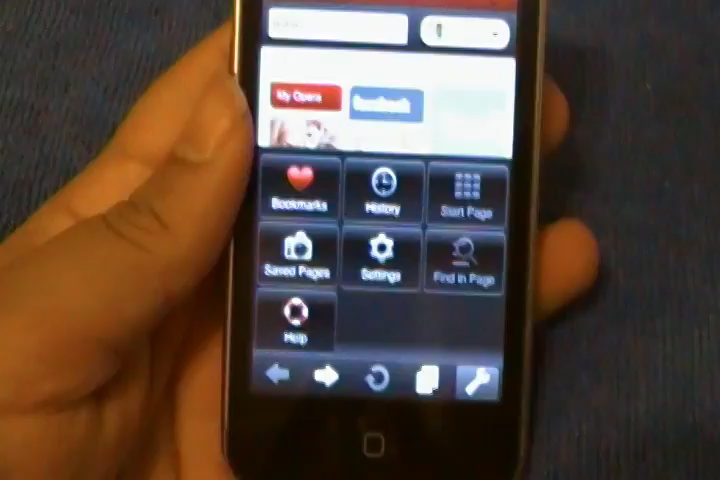 My Opera
facebook
Bookmarks
History
Start Page
Saved Pages
Settings
Find in Page
Help